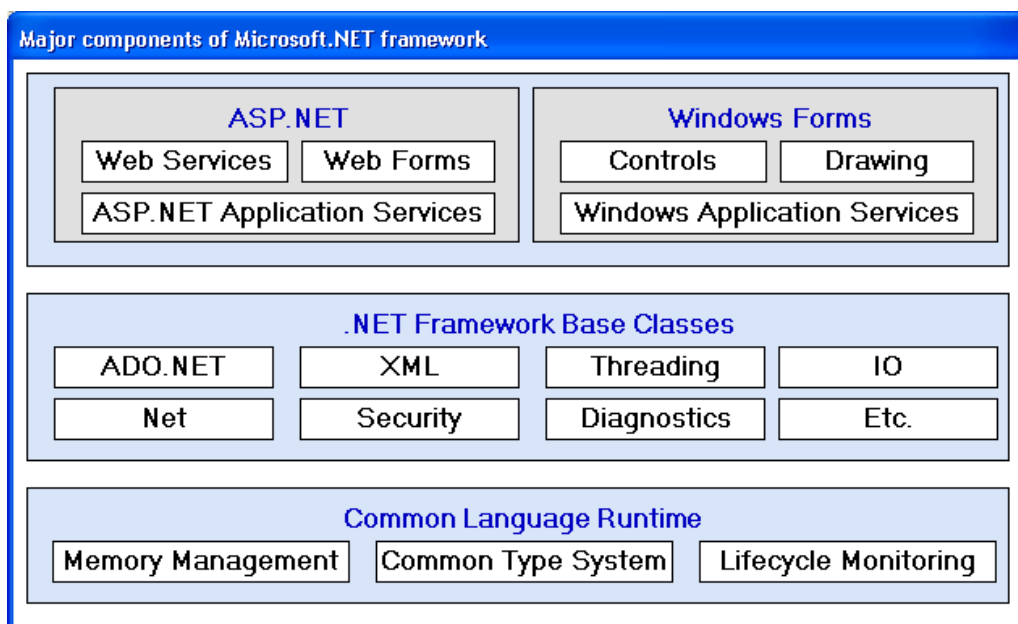 Major components of Microsoft.NET framework
ASP.NET
Web Services
Web Forms
ASP.NET Application Services
Windows Forms
Controls
Drawing
Windows Application Services
.NET Framework Base Classes
ADO.NET
XML
Threading
IO
Net
Security
Diagnostics
Etc.
Common Language Runtime
Memory Management
Common Type System
Lifecycle Monitoring